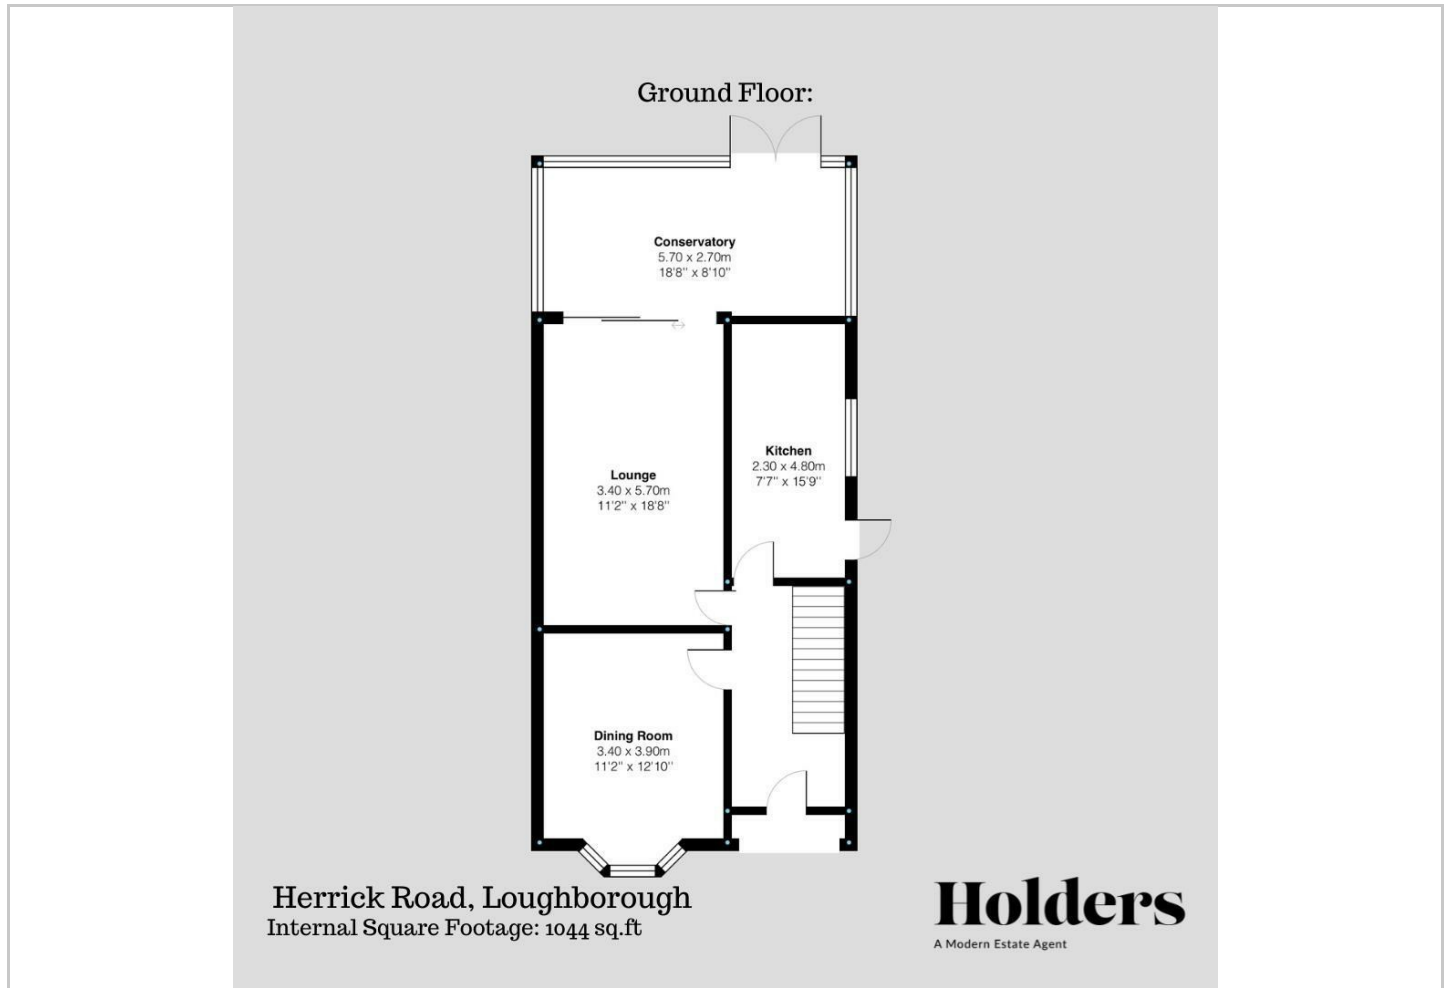 Ground Floor:
Conservatory
5.70 x 2.70m
18'8'' x 8'10''
Kitchen
2.30 x 4.80m
7'7'' x 15'9''
Lounge
3.40 x 5.70m
11'2'' x 18'8''
Dining Room
3.40 x 3.90m
11'2'' x 12'10''
Herrick Road, Loughborough
Internal Square Footage: 1044 sq.ft
Holders
A Modern Estate Agent